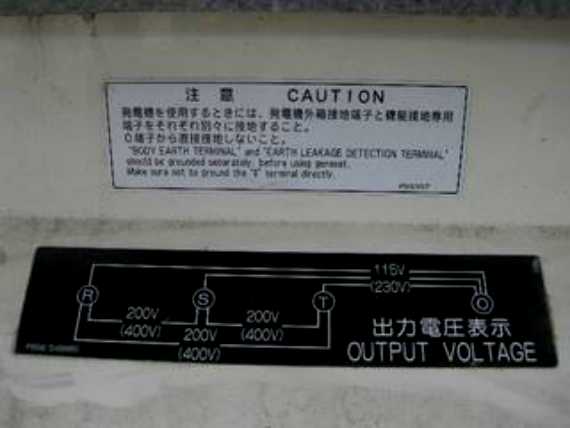 注意 CAUTION
発電機を使用するときには、発電機外箱接地端子と機能接地専用
端子をそれぞれ別々に接地すること。
O端子から直接接地しないこと。
"BODY EARTH TERMINAL" and "EARTH LEAKAGE DETECTION TERMINAL"
should be grounded separately, before using genset.
Make sure not to ground the "O" terminal directly.
115V
(230V)
R S T O
200V
(400V)
200V
(400V)
200V
(400V)
出力電圧表示
OUTPUT VOLTAGE